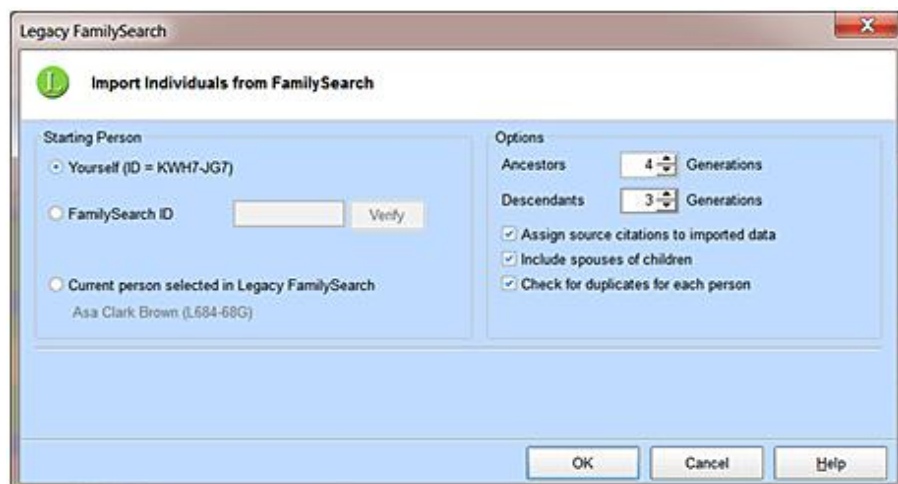 Legacy FamilySearch
Import Individuals from FamilySearch
Starting Person
Yourself (ID = KWH7-JG7)
FamilySearch ID
Verify
Current person selected in Legacy FamilySearch
Asa Clark Brown (L684-68G)
Options
Ancestors 4 Generations
Descendants 3 Generations
Assign source citations to imported data
Include spouses of children
Check for duplicates for each person
OK Cancel Help